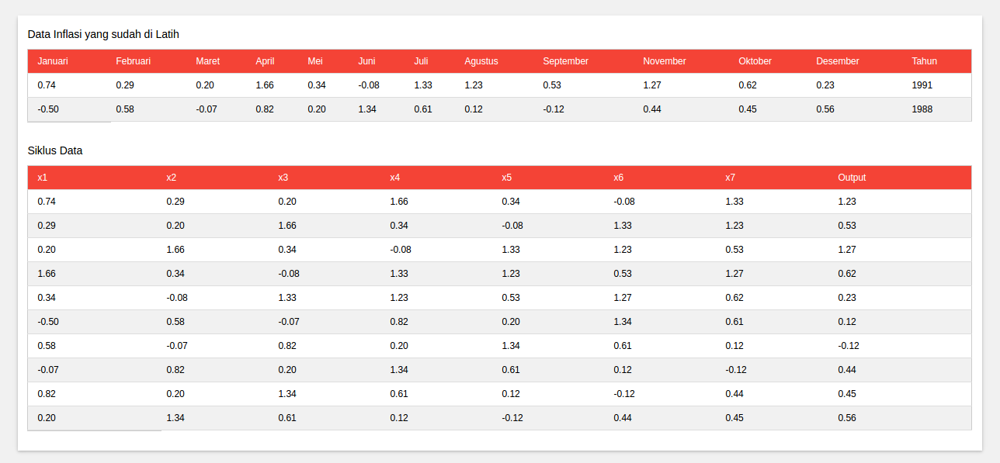 Data Inflasi yang sudah di Latih
Januari Februari Maret April Mei Juni Juli Agustus September November Oktober Desember Tahun
0.74 0.29 0.20 1.66 0.34 -0.08 1.33 1.23 0.53 1.27 0.62 0.23 1991
-0.50 0.58 -0.07 0.82 0.20 1.34 0.61 0.12 -0.12 0.44 0.45 0.56 1988
Siklus Data
x1 x2 x3 x4 x5 x6 x7 Output
0.74 0.29 0.20 1.66 0.34 -0.08 1.33 1.23
0.29 0.20 1.66 0.34 -0.08 1.33 1.23 0.53
0.20 1.66 0.34 -0.08 1.33 1.23 0.53 1.27
1.66 0.34 -0.08 1.33 1.23 0.53 1.27 0.62
0.34 -0.08 1.33 1.23 0.53 1.27 0.62 0.23
-0.50 0.58 -0.07 0.82 0.20 1.34 0.61 0.12
0.58 -0.07 0.82 0.20 1.34 0.61 0.12 -0.12
-0.07 0.82 0.20 1.34 0.61 0.12 -0.12 0.44
0.82 0.20 1.34 0.61 0.12 -0.12 0.44 0.45
0.20 1.34 0.61 0.12 -0.12 0.44 0.45 0.56